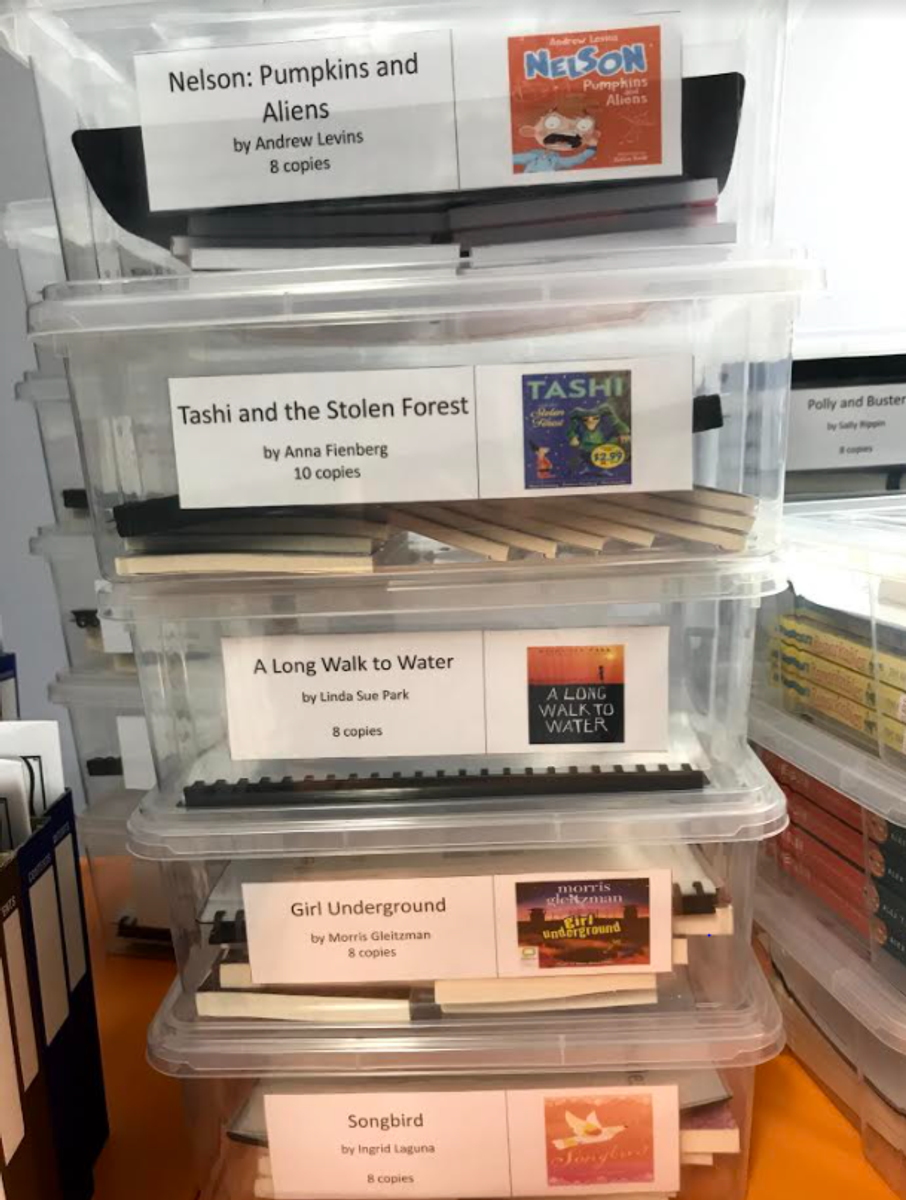 Nelson: Pumpkins and
Aliens
by Andrew Levins
8 copies
Andrew Levins
NELSON
Pumpkins
and
Aliens
Tashi and the Stolen Forest
by Anna Fienberg
10 copies
TASHI
Stolen
Forest
$2.99
Polly and Buster
by Sally Rippin
8 copies
A Long Walk to Water
by Linda Sue Park
8 copies
A LONG
WALK TO
WATER
Girl Underground
by Morris Gleitzman
8 copies
morris
gleitzman
girl
underground
Songbird
by Ingrid Laguna
8 copies
Songbird